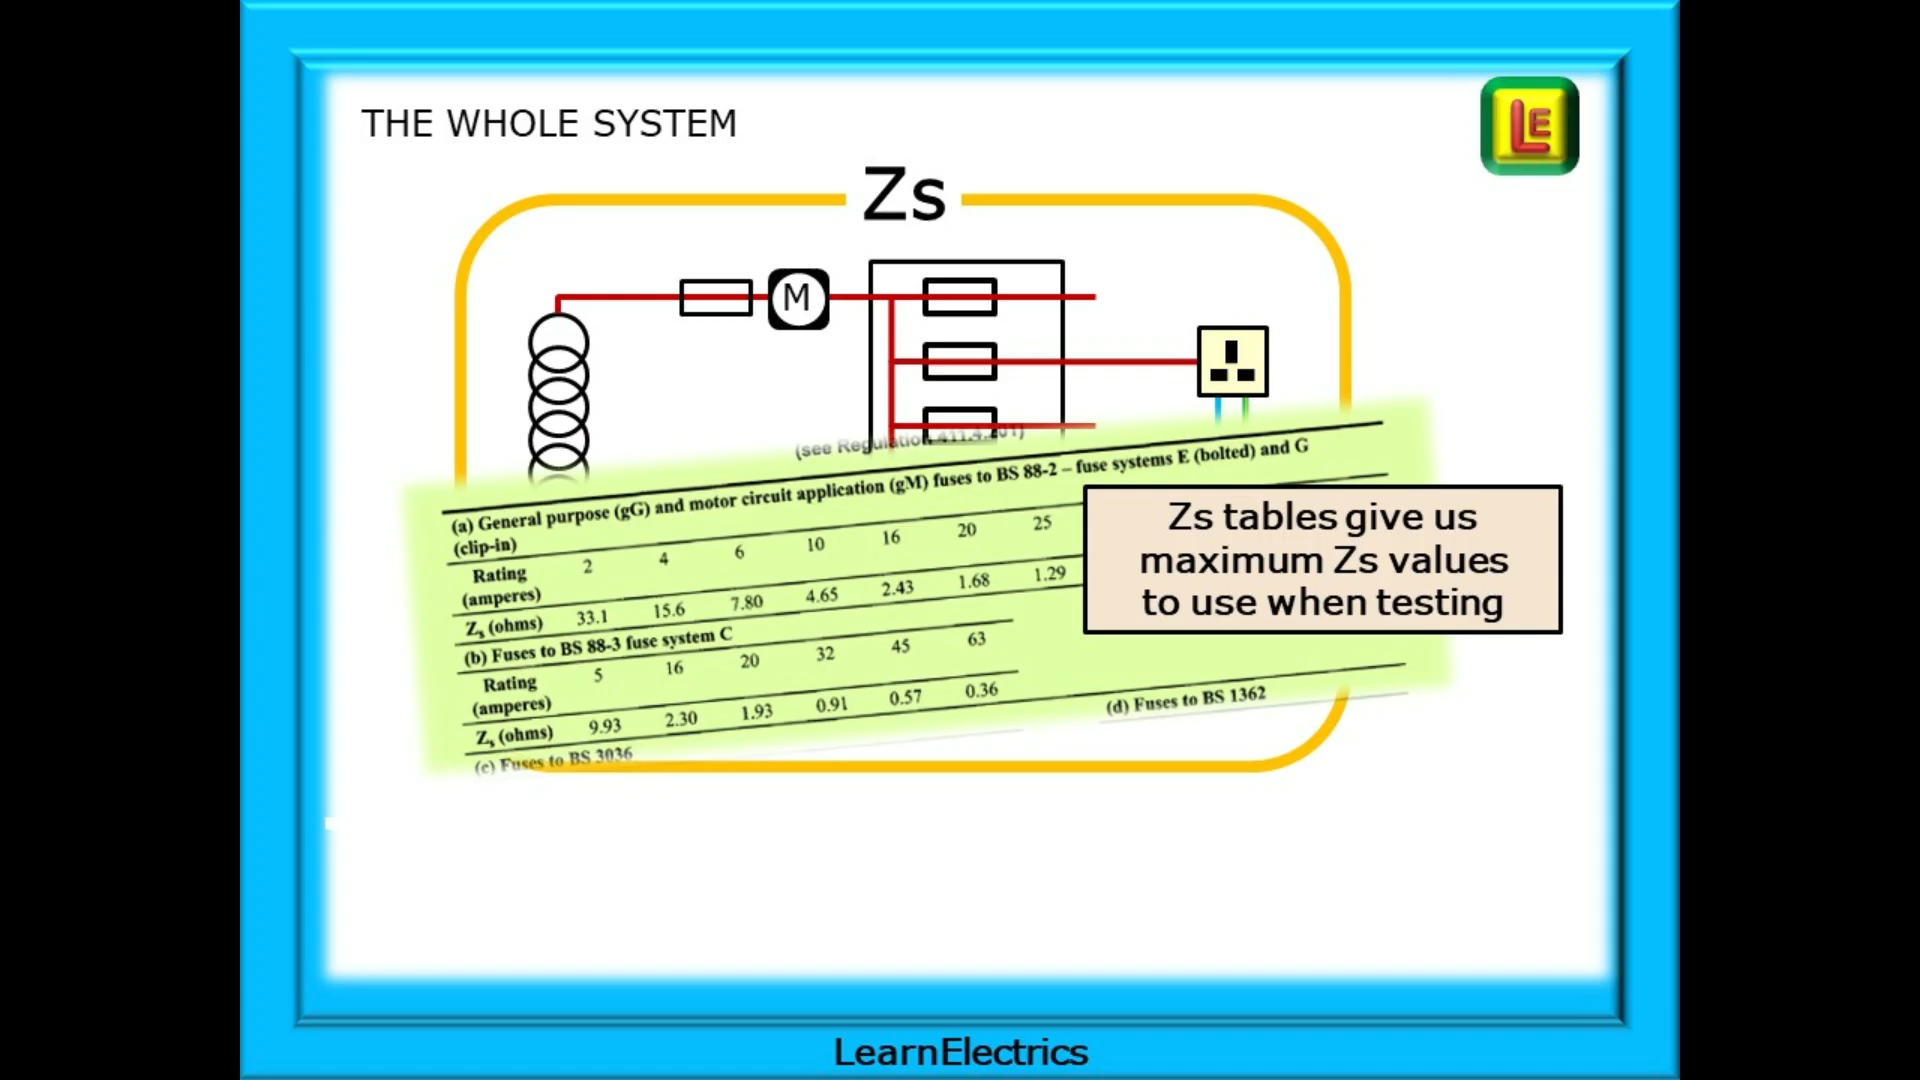 THE WHOLE SYSTEM
LE
Zs
M
(see Regulation 411.4.201)
(a) General purpose (gG) and motor circuit application (gM) fuses to BS 88-2 – fuse systems E (bolted) and G
(clip-in)
Rating
(amperes) 2 4 6 10 16 20 25
Zs (ohms) 33.1 15.6 7.80 4.65 2.43 1.68 1.29
(b) Fuses to BS 88-3 fuse system C
Rating
(amperes) 5 16 20 32 45 63
Zs (ohms) 9.93 2.30 1.93 0.91 0.57 0.36
(c) Fuses to BS 3036
(d) Fuses to BS 1362
Zs tables give us
maximum Zs values
to use when testing
LearnElectrics